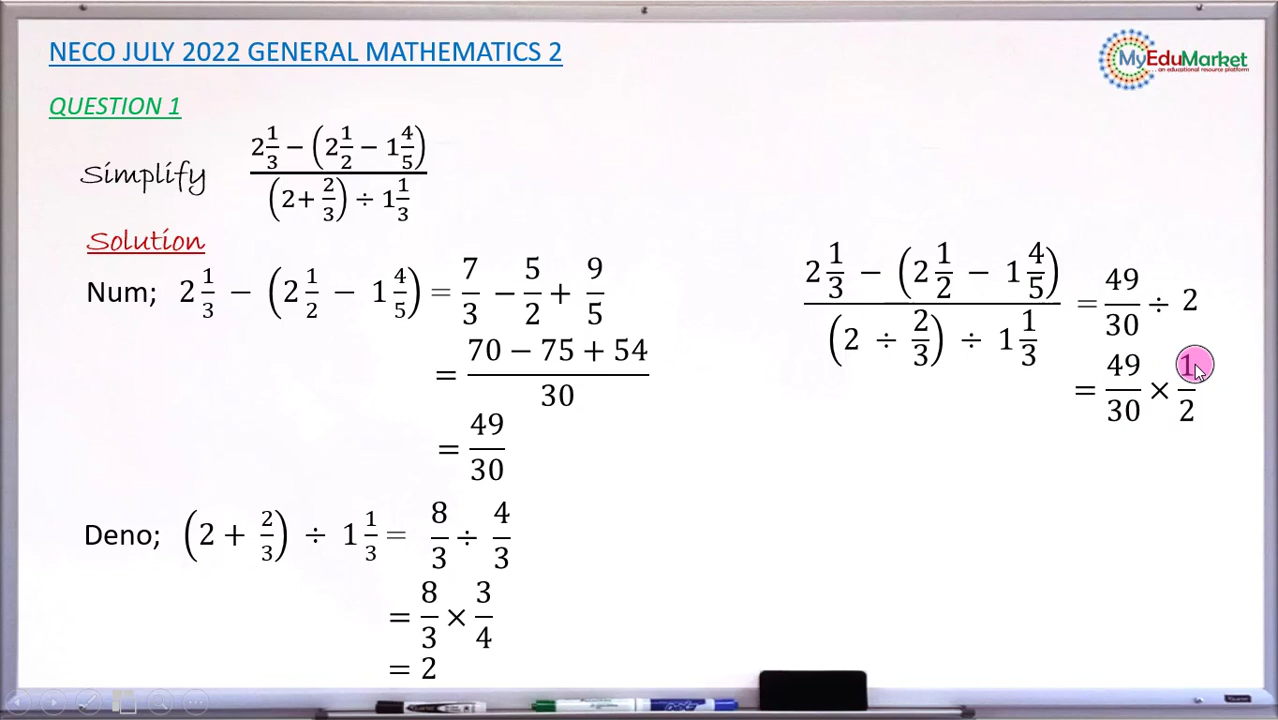 NECO JULY 2022 GENERAL MATHEMATICS 2
MyEduMarket
...an educational resource platform
QUESTION 1
Simplify (2 1/3 − (2 1/2 − 1 4/5)) / ((2+ 2/3) ÷ 1 1/3)
Solution
Num; 2 1/3 − (2 1/2 − 1 4/5) = 7/3 − 5/2 + 9/5
= (70 − 75 + 54)/30
= 49/30
Deno; (2 + 2/3) ÷ 1 1/3 = 8/3 ÷ 4/3
= 8/3 × 3/4
= 2
(2 1/3 − (2 1/2 − 1 4/5)) / ((2 ÷ 2/3) ÷ 1 1/3) = 49/30 ÷ 2
= 49/30 × 1/2